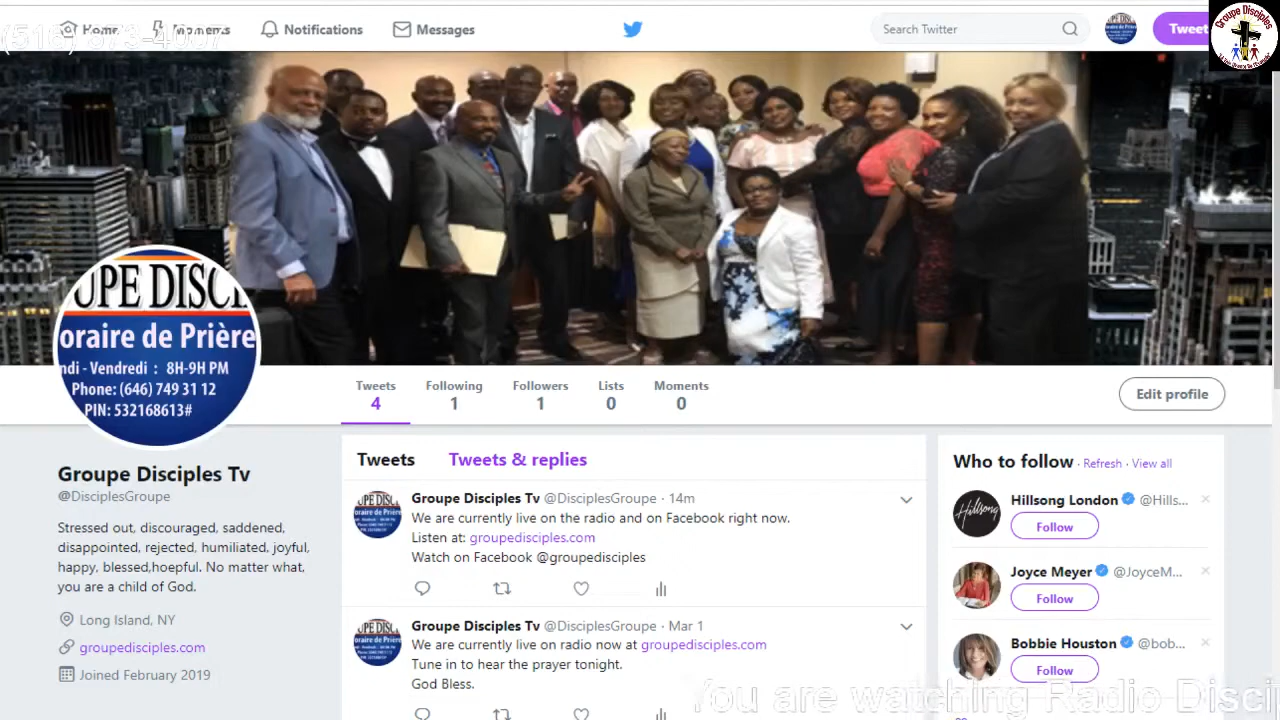 Home Moments Notifications Messages Search Twitter Tweet
Groupe Disciples
UPE DISC
oraire de Prière
ndi - Vendredi : 8H-9H PM
Phone: (646) 749 31 12
PIN: 532168613#
Tweets Following Followers Lists Moments
4 1 1 0 0
Edit profile
Groupe Disciples Tv
@DisciplesGroupe
Stressed out, discouraged, saddened,
disappointed, rejected, humiliated, joyful,
happy, blessed,hoepful. No matter what,
you are a child of God.
Long Island, NY
groupedisciples.com
Joined February 2019
Tweets Tweets & replies
Groupe Disciples Tv @DisciplesGroupe · 14m
We are currently live on the radio and on Facebook right now.
Listen at: groupedisciples.com
Watch on Facebook @groupedisciples
Groupe Disciples Tv @DisciplesGroupe · Mar 1
We are currently live on radio now at groupedisciples.com
Tune in to hear the prayer tonight.
God Bless.
Who to follow · Refresh · View all
Hillsong London @Hills...
Hillsong
Follow
Joyce Meyer @JoyceM...
Follow
Bobbie Houston @bob...
Follow
You are watching Radio Disci